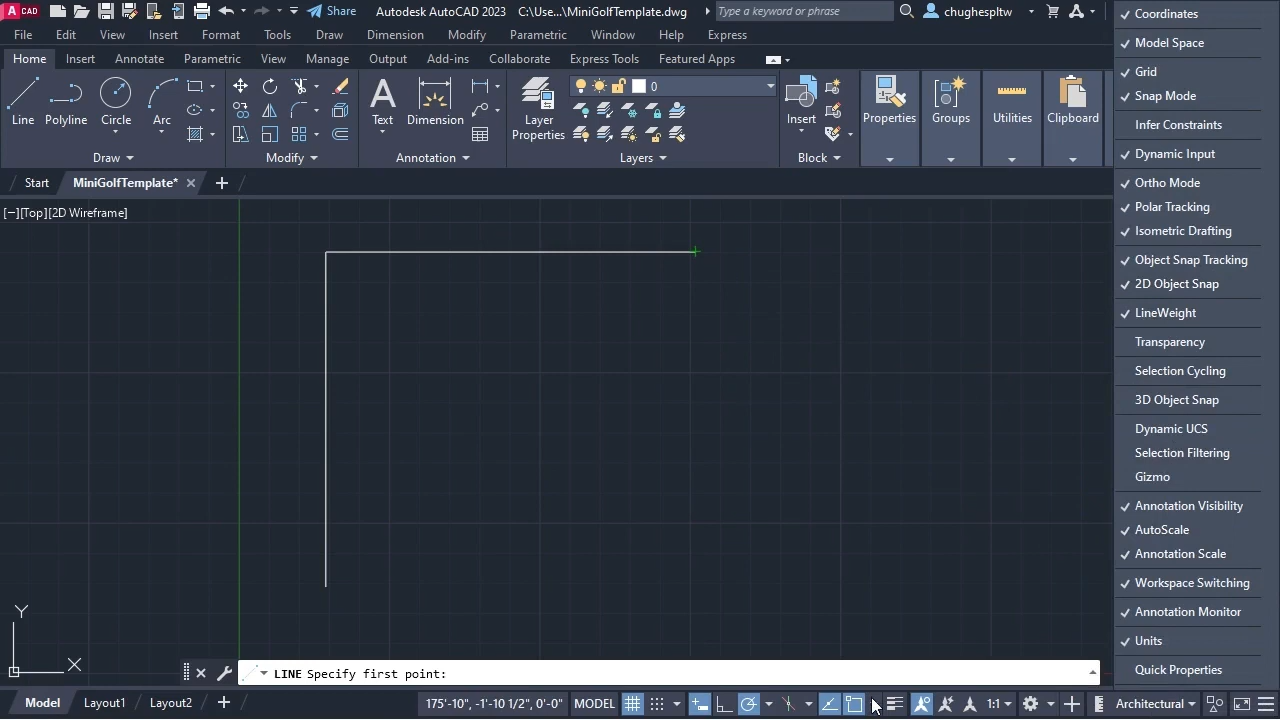 A CAD Share Autodesk AutoCAD 2023 C:\Use...\MiniGolfTemplate.dwg Type a keyword or phrase chughespltw
File Edit View Insert Format Tools Draw Dimension Modify Parametric Window Help Express
Home Insert Annotate Parametric View Manage Output Add-ins Collaborate Express Tools Featured Apps
0
Line Polyline Circle Arc Text Dimension Layer Properties Insert Properties Groups Utilities Clipboard
Draw Modify Annotation Layers Block
Start MiniGolfTemplate*
[−][Top][2D Wireframe]
Y
X
LINE Specify first point:
Model Layout1 Layout2 175'-10", -1'-10 1/2", 0'-0" MODEL 1:1 Architectural
Coordinates
Model Space
Grid
Snap Mode
Infer Constraints
Dynamic Input
Ortho Mode
Polar Tracking
Isometric Drafting
Object Snap Tracking
2D Object Snap
LineWeight
Transparency
Selection Cycling
3D Object Snap
Dynamic UCS
Selection Filtering
Gizmo
Annotation Visibility
AutoScale
Annotation Scale
Workspace Switching
Annotation Monitor
Units
Quick Properties